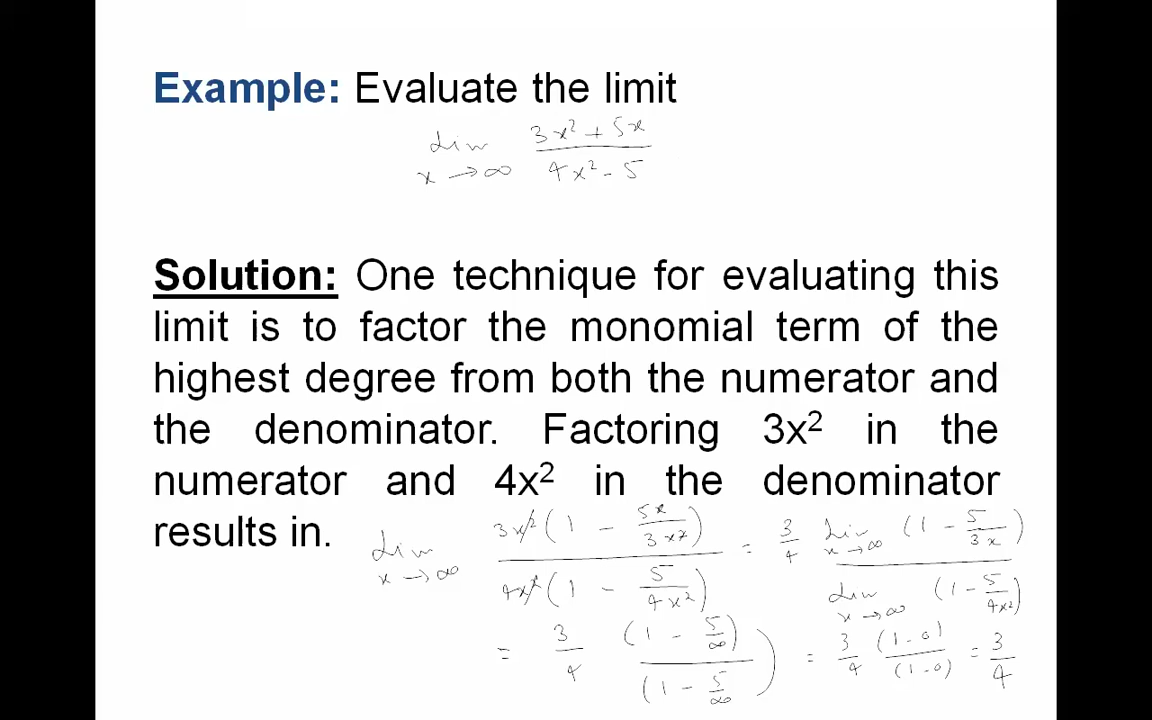 Example: Evaluate the limit
lim x→∞ (3x² + 5x)/(4x² - 5)
Solution: One technique for evaluating this
limit is to factor the monomial term of the
highest degree from both the numerator and
the denominator. Factoring 3x² in the
numerator and 4x² in the denominator
results in.
lim x→∞ 3x²(1 - 5x/3x²)/4x²(1 - 5/4x²) = 3/4 lim x→∞ (1 - 5/3x)/lim x→∞ (1 - 5/4x²)
= 3/4 (1 - 5/∞)/(1 - 5/∞)) = 3/4 (1-0)/(1-0) = 3/4